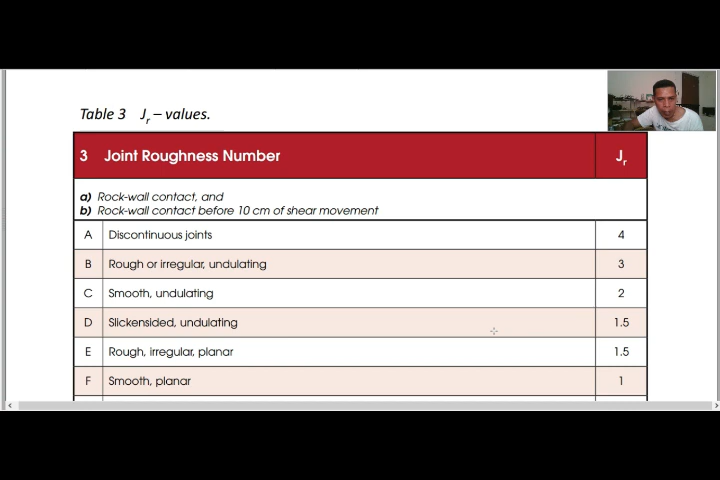 Table 3 Jr – values.
3 Joint Roughness Number Jr
a) Rock-wall contact, and
b) Rock-wall contact before 10 cm of shear movement
A Discontinuous joints 4
B Rough or irregular, undulating 3
C Smooth, undulating 2
D Slickensided, undulating 1.5
E Rough, irregular, planar 1.5
F Smooth, planar 1